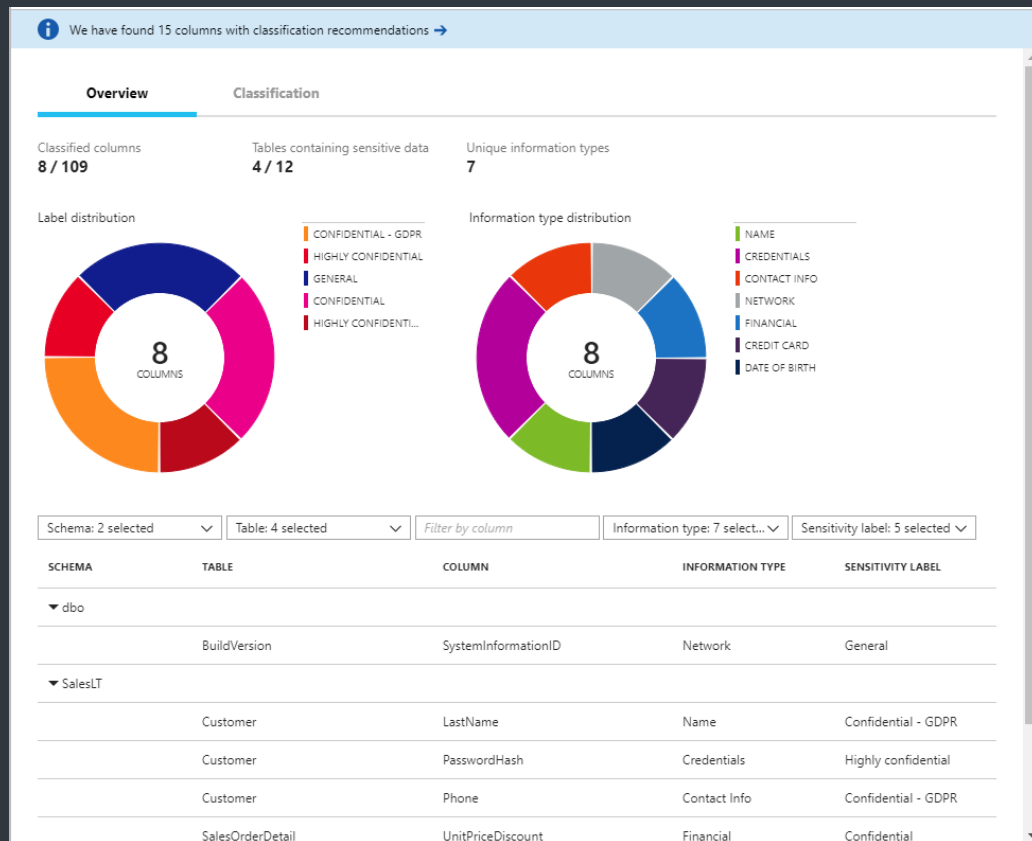 We have found 15 columns with classification recommendations →
Overview Classification
Classified columns Tables containing sensitive data Unique information types
8 / 109 4 / 12 7
Label distribution
CONFIDENTIAL - GDPR
HIGHLY CONFIDENTIAL
GENERAL
CONFIDENTIAL
HIGHLY CONFIDENTI...
8
COLUMNS
Information type distribution
NAME
CREDENTIALS
CONTACT INFO
NETWORK
FINANCIAL
CREDIT CARD
DATE OF BIRTH
8
COLUMNS
Schema: 2 selected Table: 4 selected Filter by column Information type: 7 select... Sensitivity label: 5 selected
SCHEMA TABLE COLUMN INFORMATION TYPE SENSITIVITY LABEL
dbo
BuildVersion SystemInformationID Network General
SalesLT
Customer LastName Name Confidential - GDPR
Customer PasswordHash Credentials Highly confidential
Customer Phone Contact Info Confidential - GDPR
SalesOrderDetail UnitPriceDiscount Financial Confidential